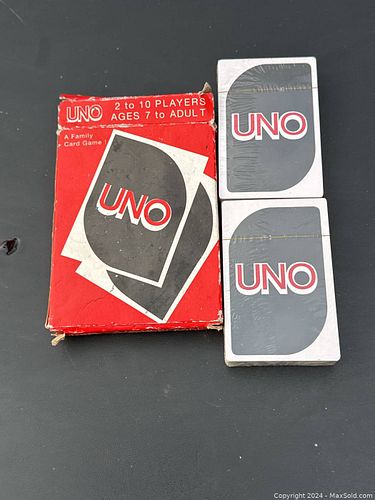 UNO
2 to 10 PLAYERS
AGES 7 to ADULT
A Family
Card Game
UNO
UNO
UNO
Copyright 2024 - MaxSold.com